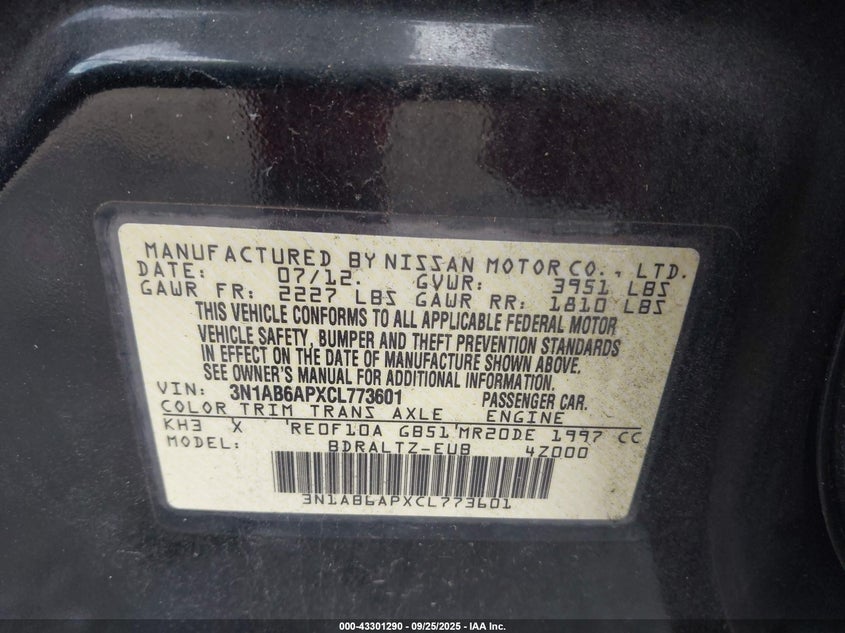 MANUFACTURED BY NISSAN MOTOR CO., LTD.
DATE: 07/12. GVWR: 3951 LBS
GAWR FR: 2227 LBS GAWR RR: 1810 LBS
THIS VEHICLE CONFORMS TO ALL APPLICABLE FEDERAL MOTOR
VEHICLE SAFETY, BUMPER AND THEFT PREVENTION STANDARDS
IN EFFECT ON THE DATE OF MANUFACTURE SHOWN ABOVE.
SEE OWNER'S MANUAL FOR ADDITIONAL INFORMATION.
VIN: 3N1AB6APXCL773601 PASSENGER CAR.
COLOR TRIM TRANS AXLE ENGINE
KH3 X RE0F10A GB51 MR20DE 1997 CC
MODEL: BDRALTZ-EUB 4Z000
3N1AB6APXCL773601
000-43301290 - 09/25/2025 - IAA Inc.